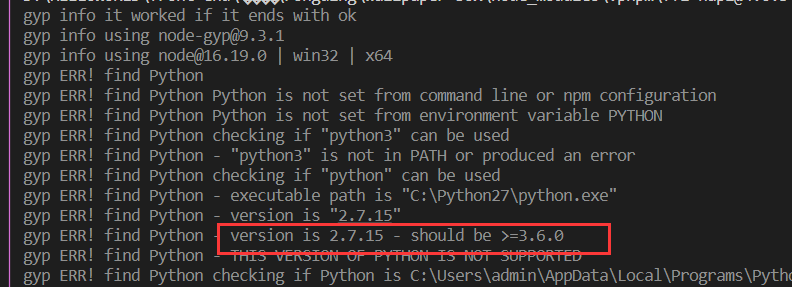 gyp info it worked if it ends with ok
gyp info using node-gyp@9.3.1
gyp info using node@16.19.0 | win32 | x64
gyp ERR! find Python
gyp ERR! find Python Python is not set from command line or npm configuration
gyp ERR! find Python Python is not set from environment variable PYTHON
gyp ERR! find Python checking if "python3" can be used
gyp ERR! find Python - "python3" is not in PATH or produced an error
gyp ERR! find Python checking if "python" can be used
gyp ERR! find Python - executable path is "C:\Python27\python.exe"
gyp ERR! find Python - version is "2.7.15"
gyp ERR! find Python - version is 2.7.15 - should be >=3.6.0
gyp ERR! find Python - THIS VERSION OF PYTHON IS NOT SUPPORTED
gyp ERR! find Python checking if Python is C:\Users\admin\AppData\Local\Programs\Pytho